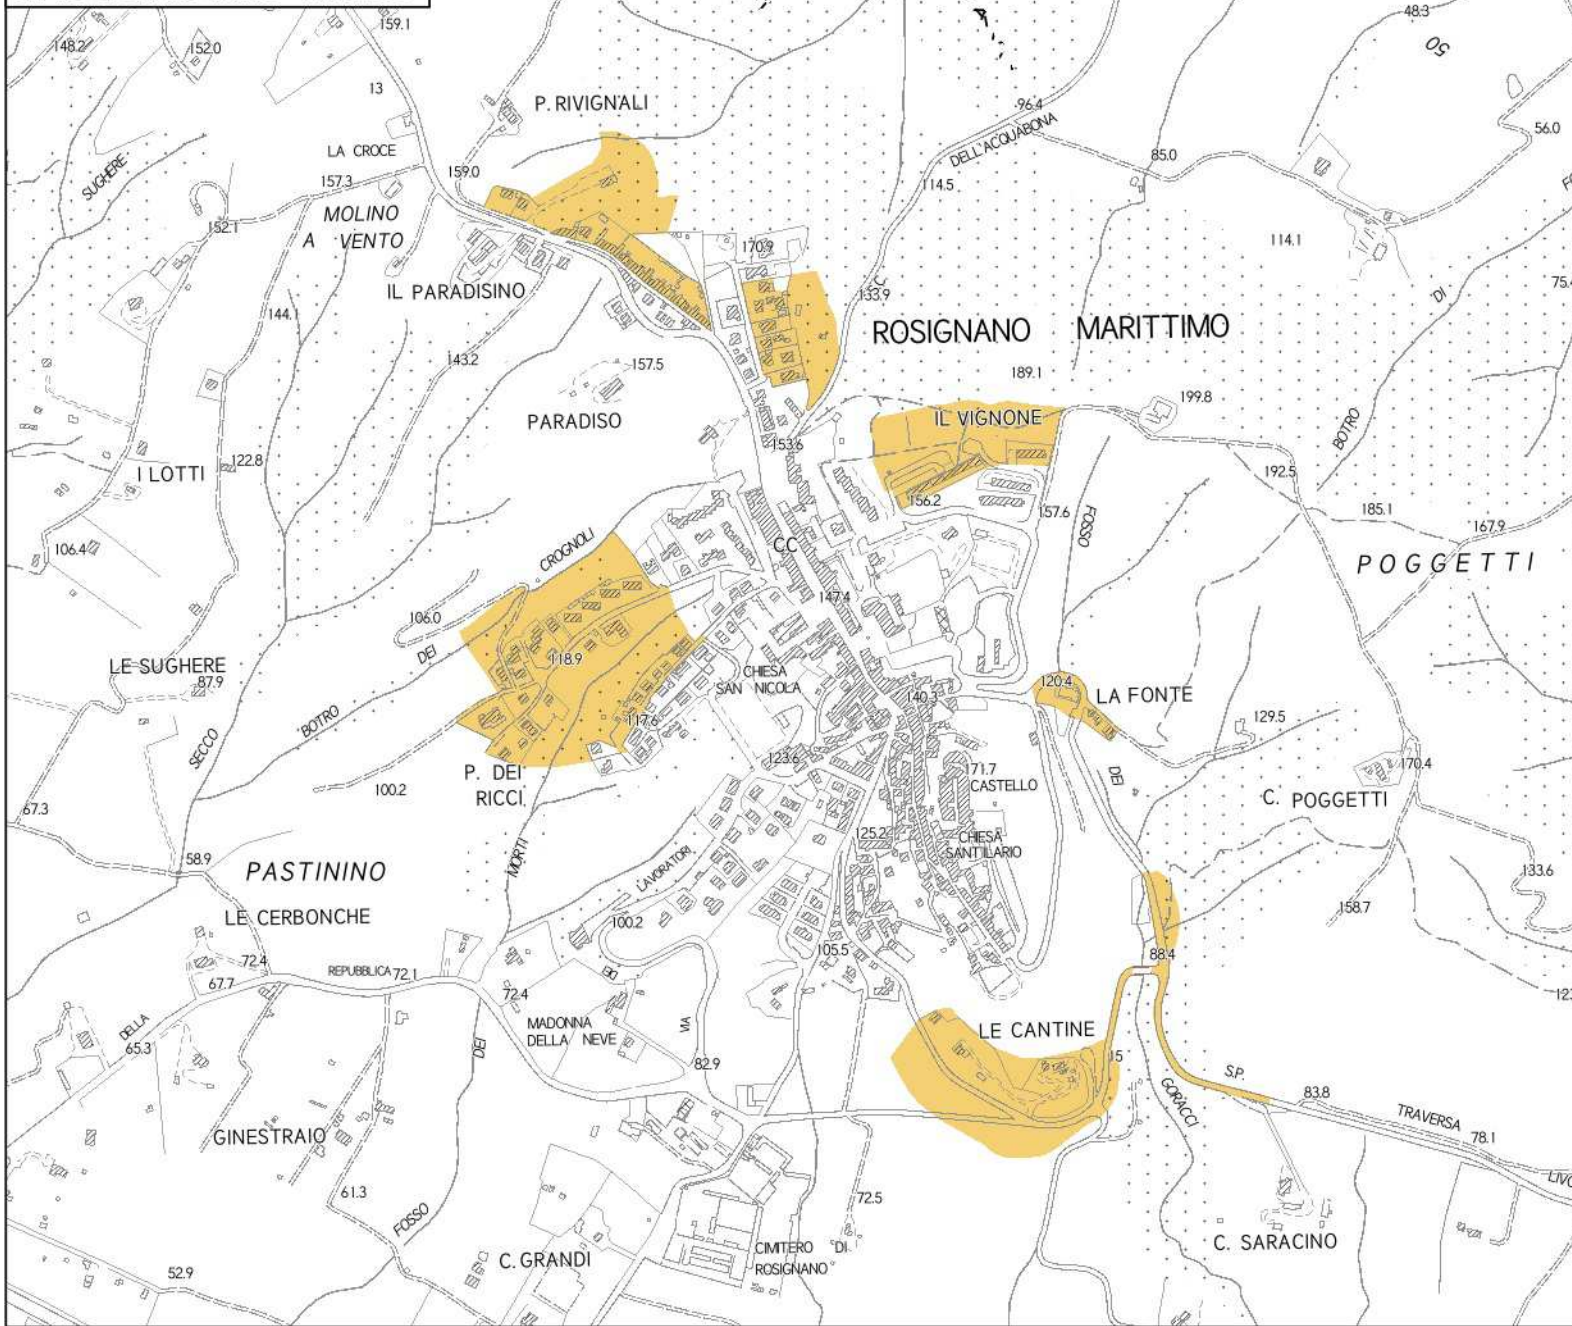 48.3
159.1
50
148.2
152.0
13
P. RIVIGNALI
96.4
56.0
DELL'ACQUABONA
LA CROCE
85.0
SUGHERE
159.0
157.3
114.5
MOLINO
A VENTO
152.1
170.9
114.1
IL PARADISINO
S.C.
133.9
DI
75.4
144.1
ROSIGNANO MARITTIMO
143.2
157.5
189.1
199.8
PARADISO
IL VIGNONE
BOTRO
153.6
I LOTTI
122.8
192.5
156.2
157.6
185.1
167.9
FOSSO
106.4
CROGNOLI
CC
POGGETTI
106.0
147.4
DEI
118.9
LE SUGHERE
87.9
CHIESA
SAN NICOLA
120.4
LA FONTE
140.3
BOTRO
117.6
129.5
SECCO
123.6
P. DEI
RICCI
171.7
CASTELLO
DEI
170.4
100.2
C. POGGETTI
67.3
125.2
CHIESA
SANT'ILARIO
58.9
PASTININO
MORTI
LAVORATORI
133.6
LE CERBONCHE
100.2
158.7
105.5
88.4
72.4
REPUBBLICA
72.1
67.7
DEI
72.4
123
MADONNA
DELLA NEVE
VIA
LE CANTINE
DELLA
65.3
DEI
82.9
15
S.P.
GORACCI
83.8
TRAVERSA
78.1
GINESTRAIO
LIVO
61.3
72.5
FOSSO
C. GRANDI
CIMITERO DI
ROSIGNANO
C. SARACINO
52.9